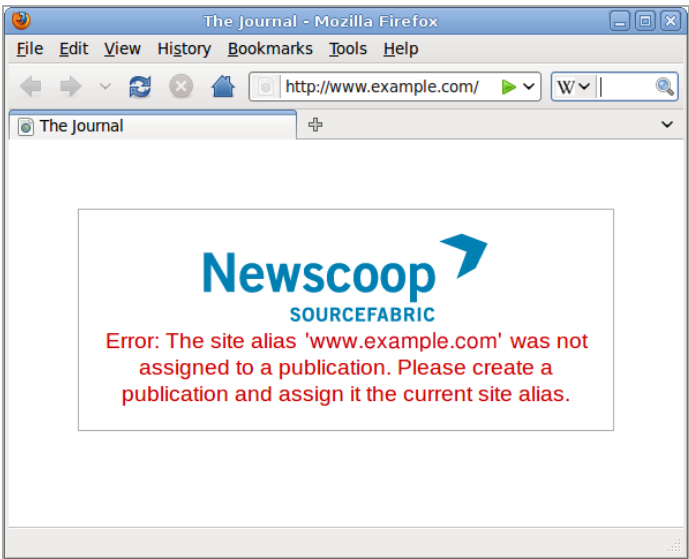 The Journal - Mozilla Firefox
File Edit View History Bookmarks Tools Help
http://www.example.com/ W
The Journal
Newscoop
SOURCEFABRIC
Error: The site alias 'www.example.com' was not
assigned to a publication. Please create a
publication and assign it the current site alias.